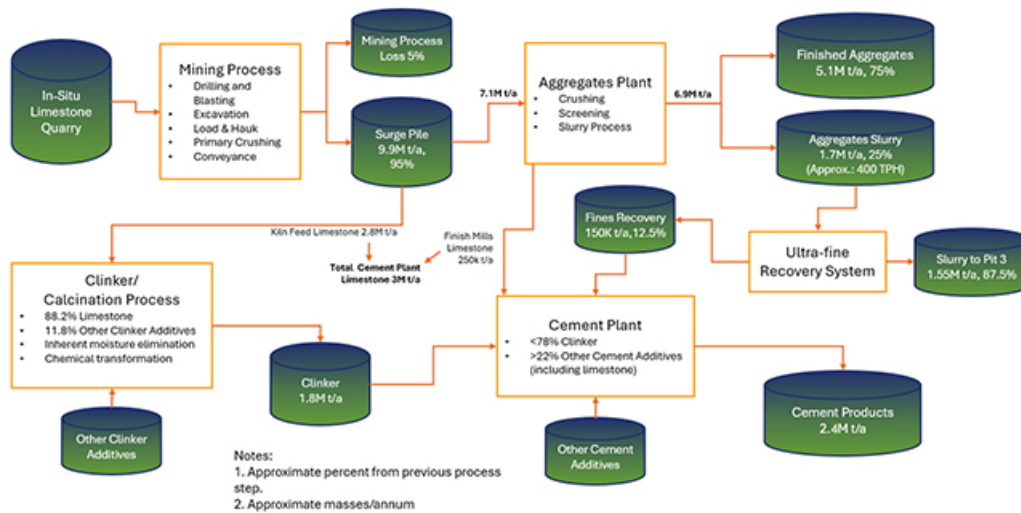 In-Situ
Limestone
Quarry
Mining Process
• Drilling and
Blasting
• Excavation
• Load & Hauk
• Primary Crushing
• Conveyance
Mining Process
Loss 5%
Surge Pile
9.9M t/a,
95%
7.1M t/a
Aggregates Plant
• Crushing
• Screening
• Slurry Process
6.9M t/a
Finished Aggregates
5.1M t/a, 75%
Aggregates Slurry
1.7M t/a, 25%
(Approx.: 400 TPH)
Kiln Feed Limestone 2.8M t/a
Finish Mills
Limestone
250k t/a
Total Cement Plant
Limestone 3M t/a
Fines Recovery
150K t/a,12.5%
Ultra-fine
Recovery System
Slurry to Pit 3
1.55M t/a, 87.5%
Clinker/
Calcination Process
• 88.2% Limestone
• 11.8% Other Clinker Additives
• Inherent moisture elimination
• Chemical transformation
Clinker
1.8M t/a
Cement Plant
• <78% Clinker
• >22% Other Cement Additives
(including limestone)
Cement Products
2.4M t/a
Other Clinker
Additives
Other Cement
Additives
Notes:
1. Approximate percent from previous process
step.
2. Approximate masses/annum